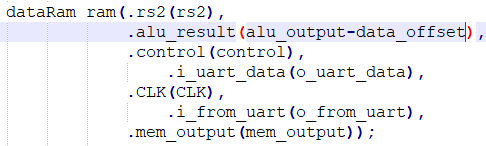 dataRam ram(.rs2(rs2),
.alu_result(alu_output-data_offset),
.control(control),
.i_uart_data(o_uart_data),
.CLK(CLK),
.i_from_uart(o_from_uart),
.mem_output(mem_output));